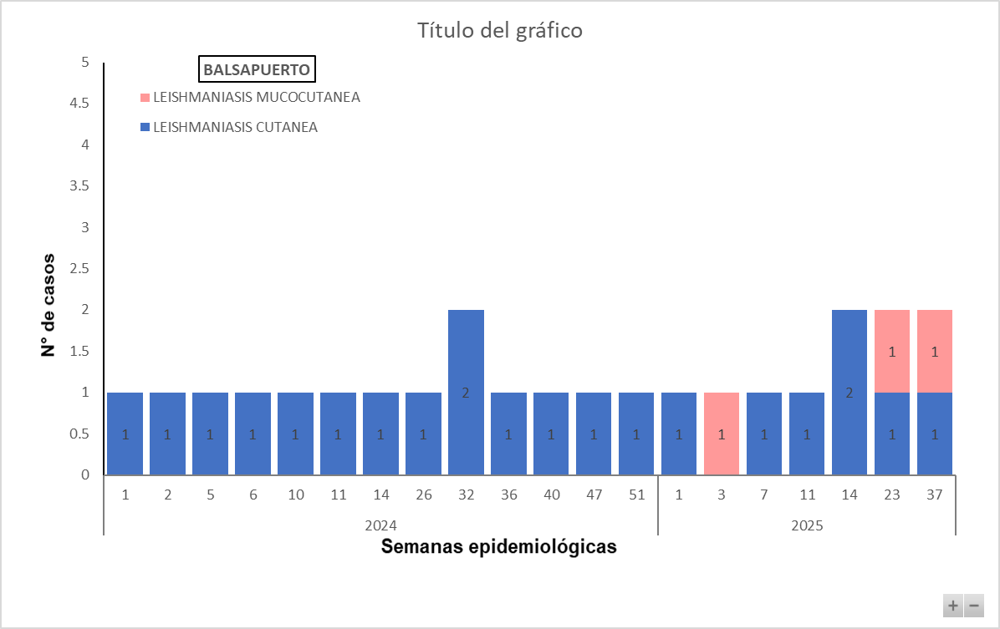 Título del gráfico
BALSAPUERTO
LEISHMANIASIS MUCOCUTANEA
LEISHMANIASIS CUTANEA
N° de casos
5
4.5
4
3.5
3
2.5
2
1.5
1
0.5
0
1 1 1 1 1 1 1 1 2 1 1 1 1 1 1 1 1 2 1 1
1 1
1 2 5 6 10 11 14 26 32 36 40 47 51 1 3 7 11 14 23 37
2024 2025
Semanas epidemiológicas
+ −